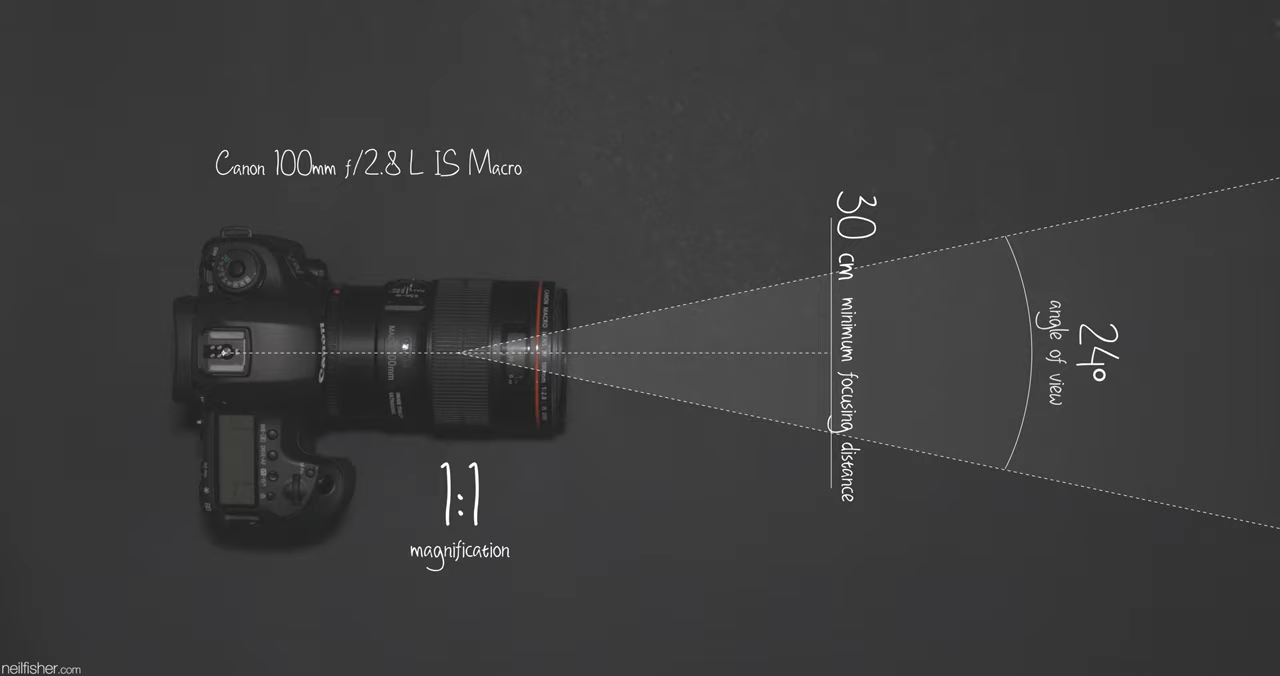 Canon 100mm f/2.8 L IS Macro
30 cm minimum focusing distance
24°
angle of view
1:1
magnification
neilfisher.com